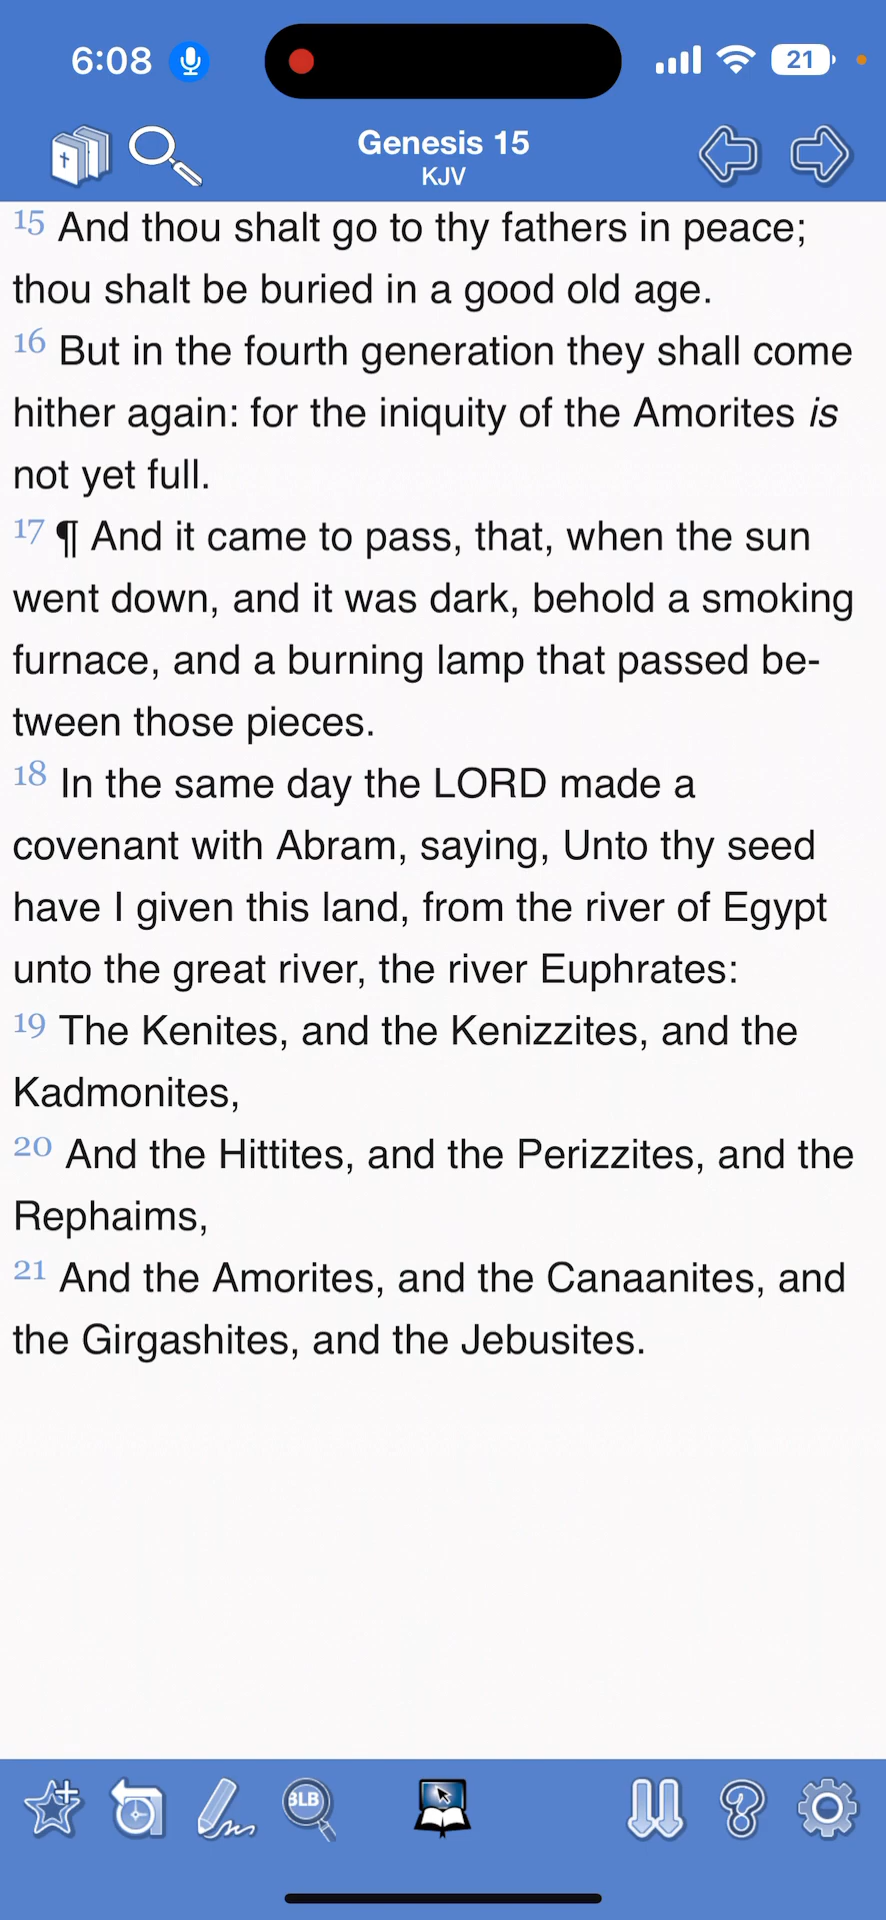 6:08
21
Genesis 15
KJV
15 And thou shalt go to thy fathers in peace;
thou shalt be buried in a good old age.
16 But in the fourth generation they shall come
hither again: for the iniquity of the Amorites is
not yet full.
17 ¶ And it came to pass, that, when the sun
went down, and it was dark, behold a smoking
furnace, and a burning lamp that passed be-
tween those pieces.
18 In the same day the LORD made a
covenant with Abram, saying, Unto thy seed
have I given this land, from the river of Egypt
unto the great river, the river Euphrates:
19 The Kenites, and the Kenizzites, and the
Kadmonites,
20 And the Hittites, and the Perizzites, and the
Rephaims,
21 And the Amorites, and the Canaanites, and
the Girgashites, and the Jebusites.
BLB